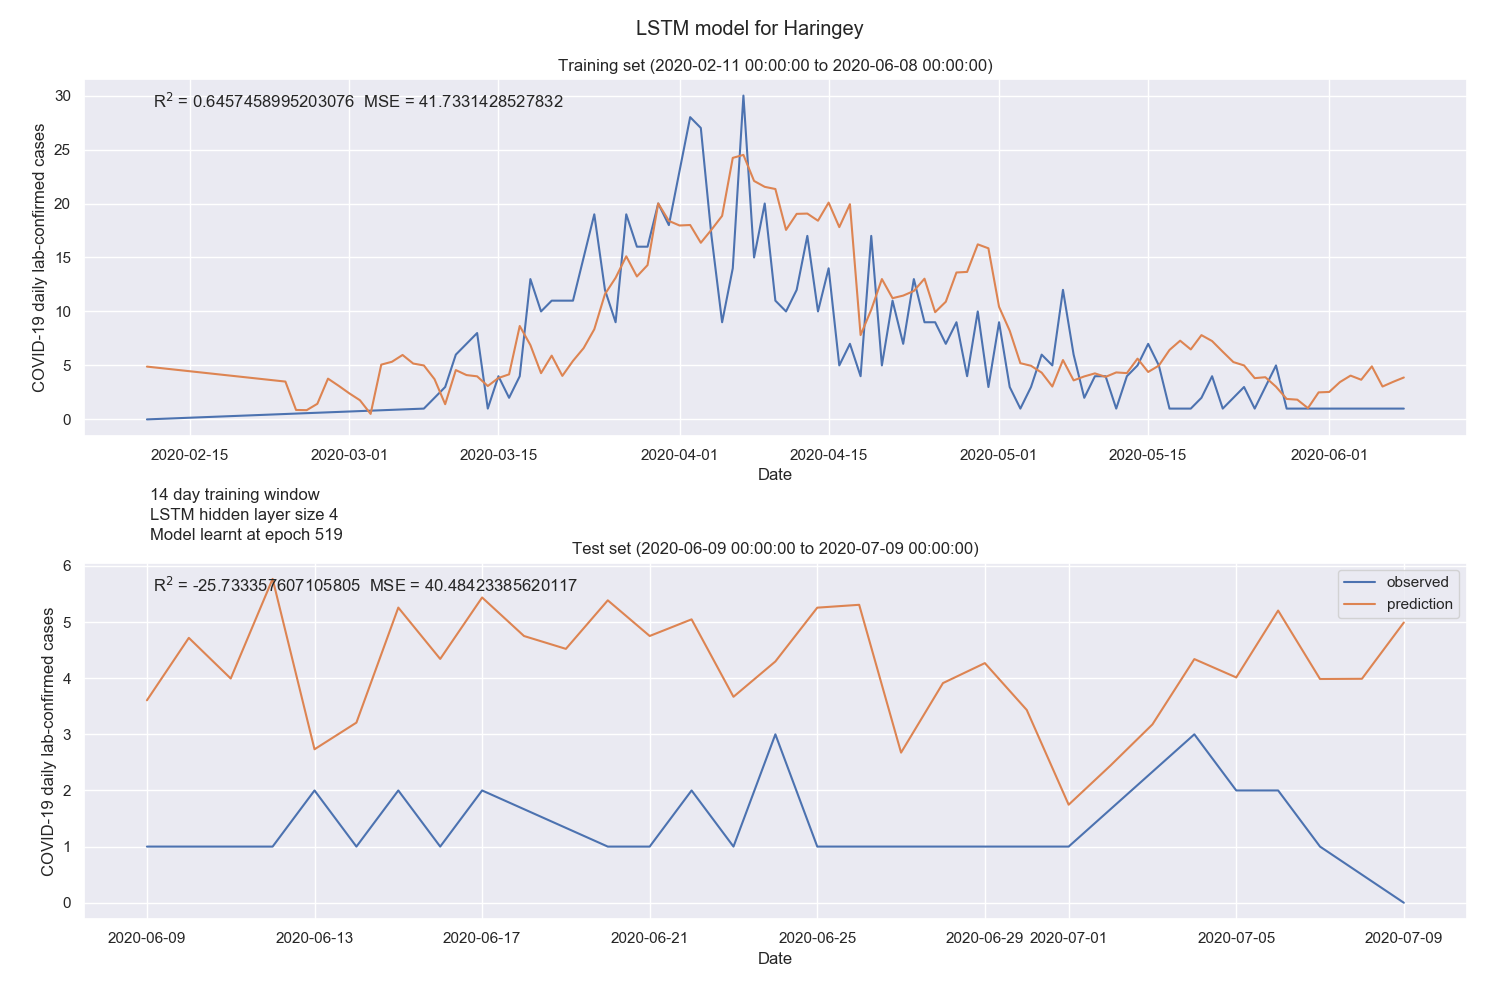 LSTM model for Haringey
Training set (2020-02-11 00:00:00 to 2020-06-08 00:00:00)
R² = 0.6457458995203076 MSE = 41.7331428527832
COVID-19 daily lab-confirmed cases
30
25
20
15
10
5
0
2020-02-15 2020-03-01 2020-03-15 2020-04-01 2020-04-15 2020-05-01 2020-05-15 2020-06-01
Date
14 day training window
LSTM hidden layer size 4
Model learnt at epoch 519
Test set (2020-06-09 00:00:00 to 2020-07-09 00:00:00)
R² = -25.733357607105805 MSE = 40.48423385620117
observed
prediction
COVID-19 daily lab-confirmed cases
6
5
4
3
2
1
0
2020-06-09 2020-06-13 2020-06-17 2020-06-21 2020-06-25 2020-06-29 2020-07-01 2020-07-05 2020-07-09
Date